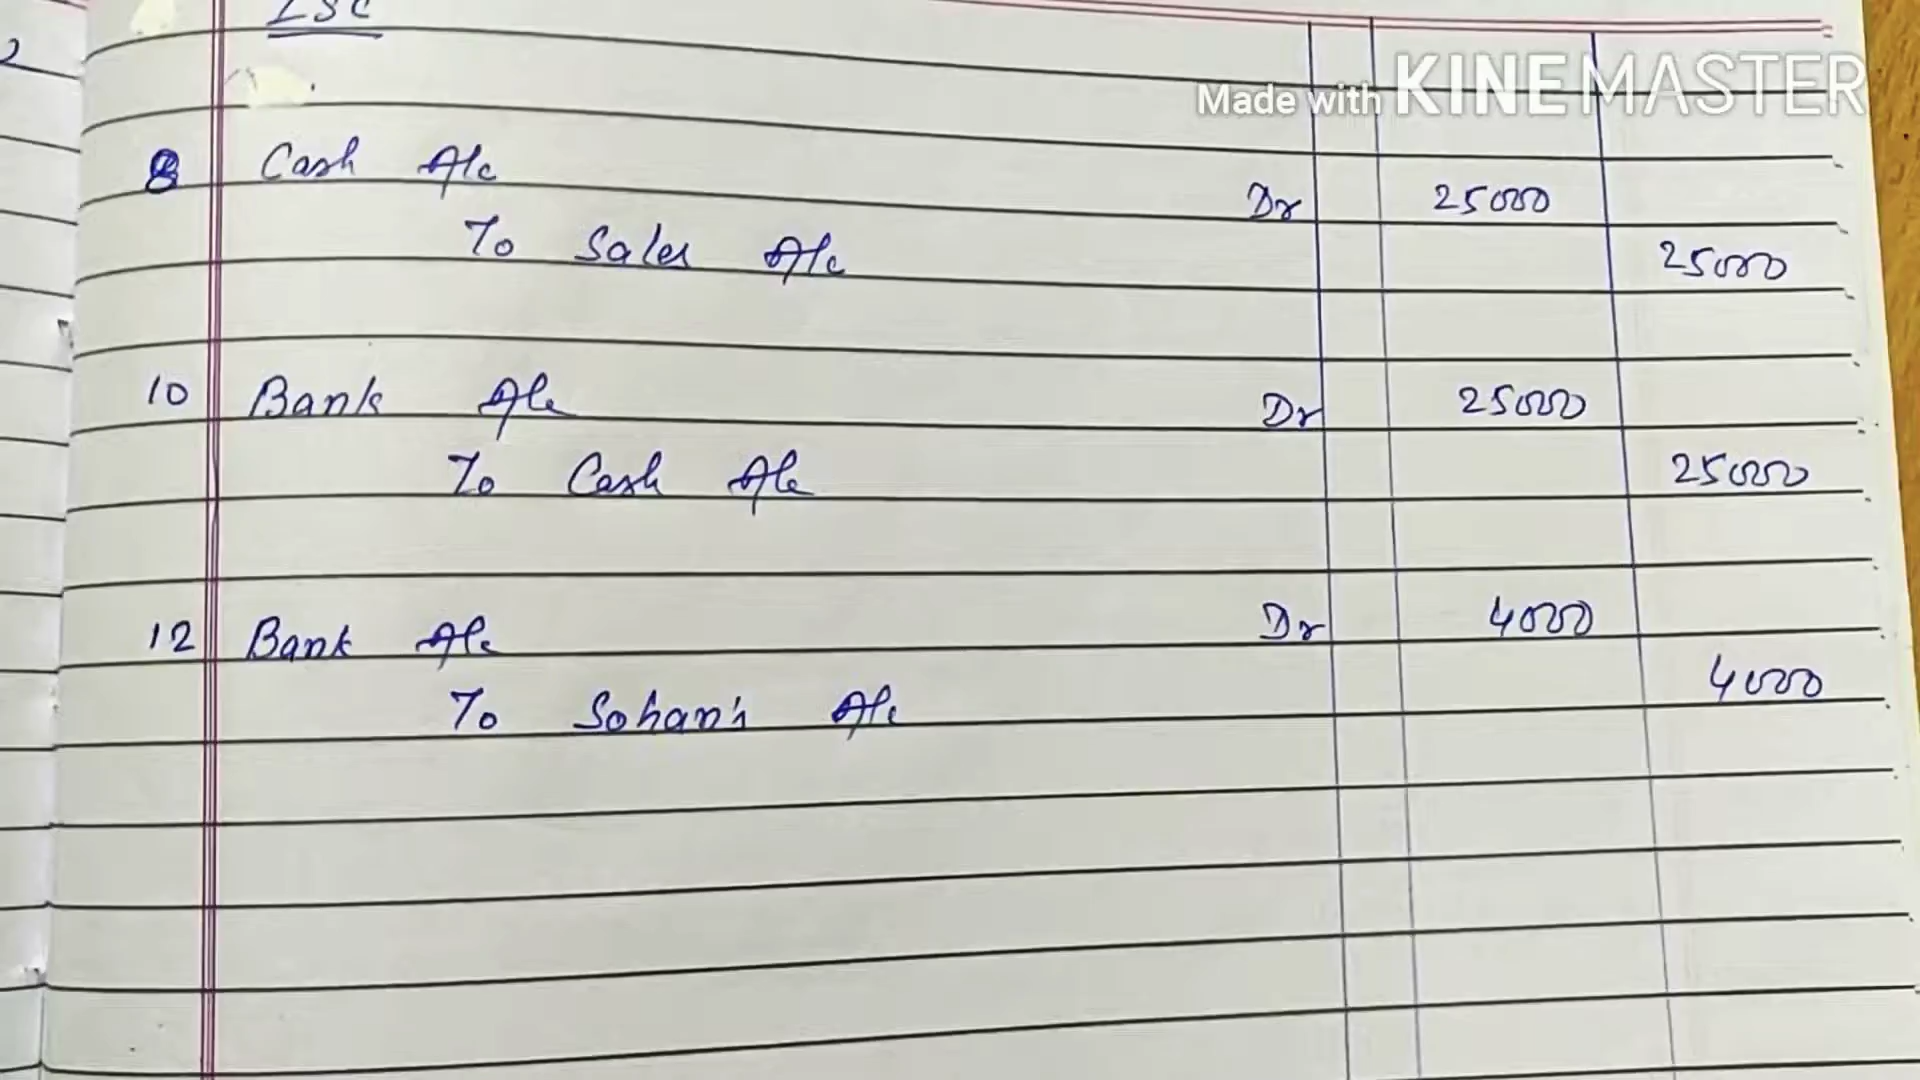 Made with KINEMASTER
8 Cash A/c Dr 25000
To Sales A/c 25000
10 Bank A/c Dr 25000
To Cash A/c 25000
12 Bank A/c Dr 4000
To Sohan's A/c 4000